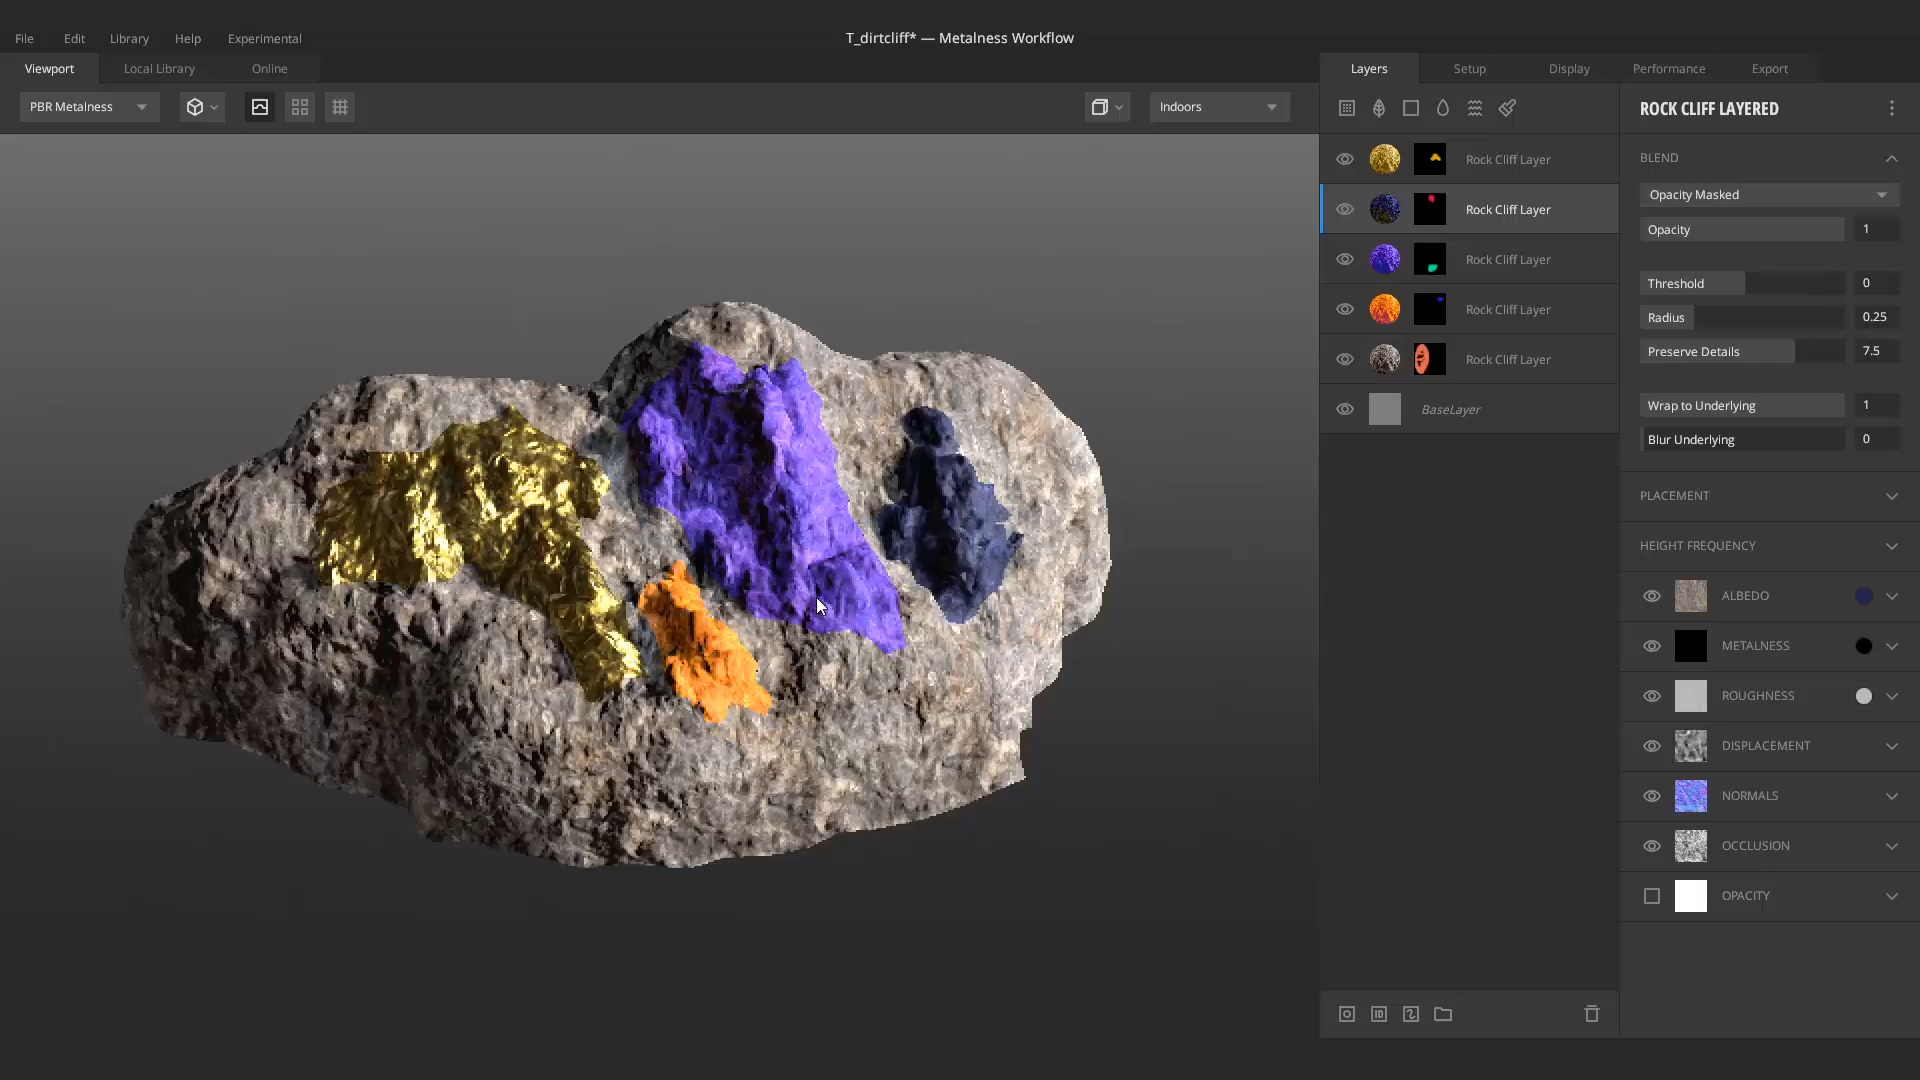 File Edit Library Help Experimental
T_dirtcliff* — Metalness Workflow
Viewport Local Library Online
Layers Setup Display Performance Export
PBR Metalness
Indoors
ROCK CLIFF LAYERED
BLEND
Opacity Masked
Opacity 1
Threshold 0
Radius 0.25
Preserve Details 7.5
Wrap to Underlying 1
Blur Underlying 0
PLACEMENT
HEIGHT FREQUENCY
ALBEDO
METALNESS
ROUGHNESS
DISPLACEMENT
NORMALS
OCCLUSION
OPACITY
Rock Cliff Layer
Rock Cliff Layer
Rock Cliff Layer
Rock Cliff Layer
Rock Cliff Layer
BaseLayer
ID